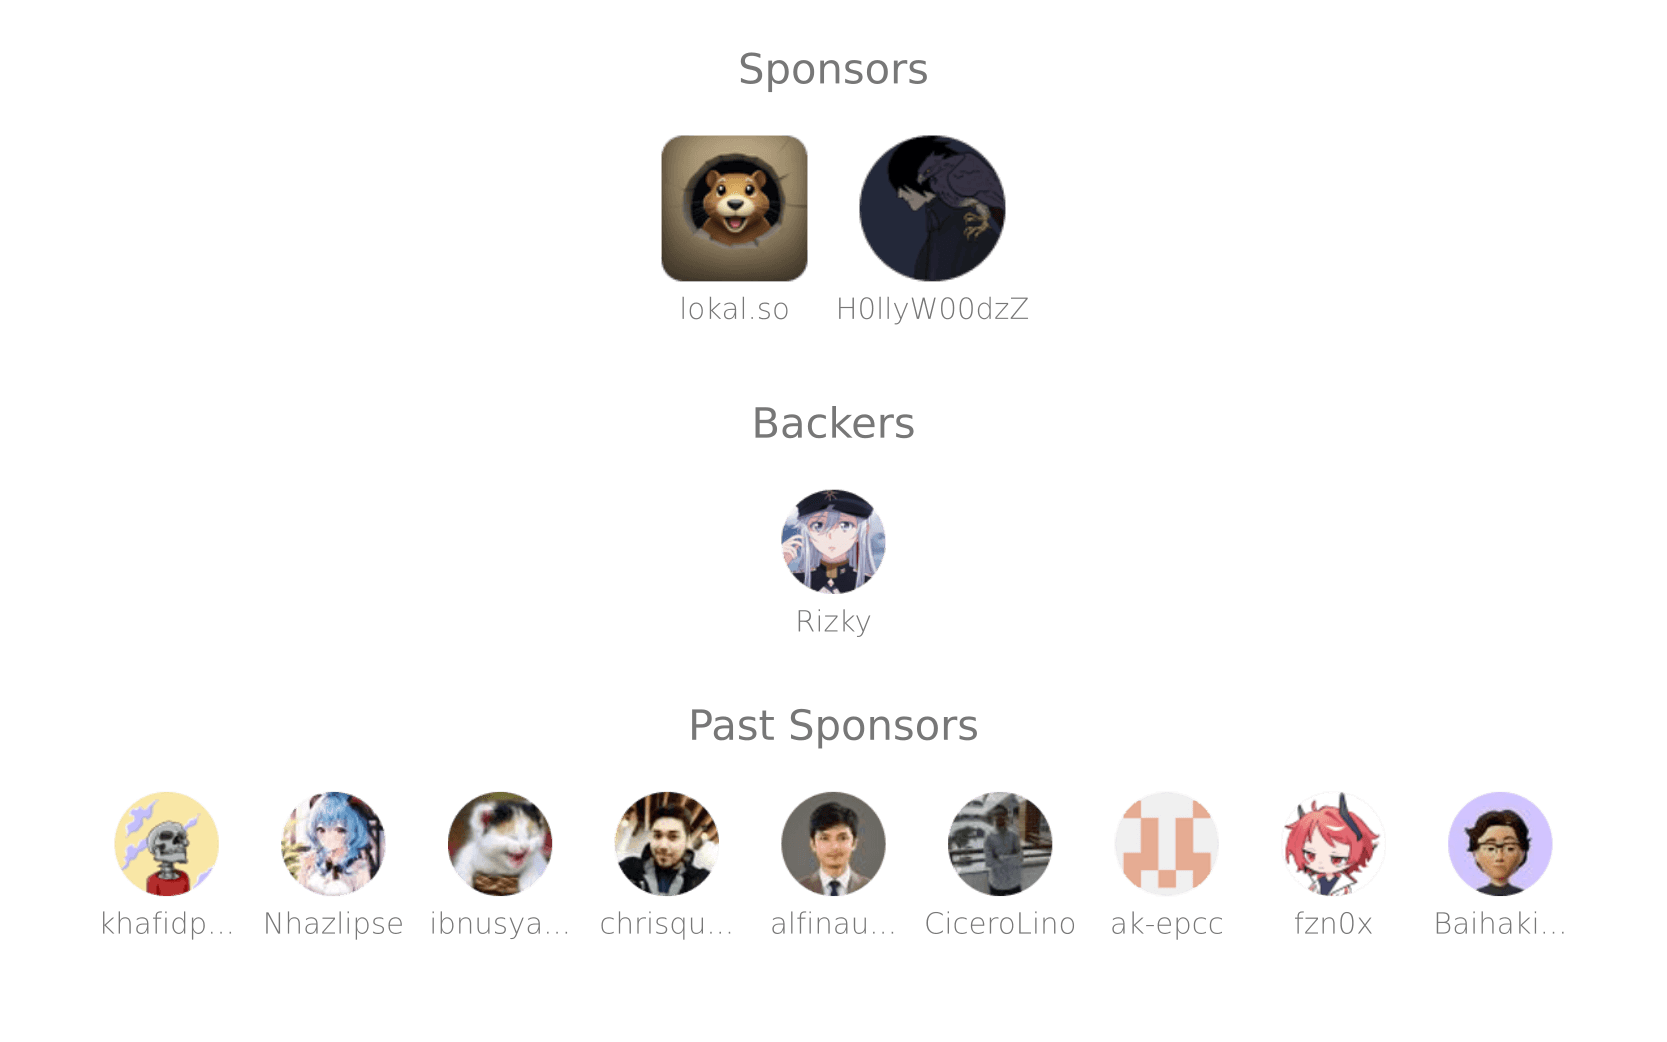 Sponsors
lokal.so H0llyW00dzZ
Backers
Rizky
Past Sponsors
khafidp... Nhazlipse ibnusya... chrisqu... alfinau... CiceroLino ak-epcc fzn0x Baihaki...